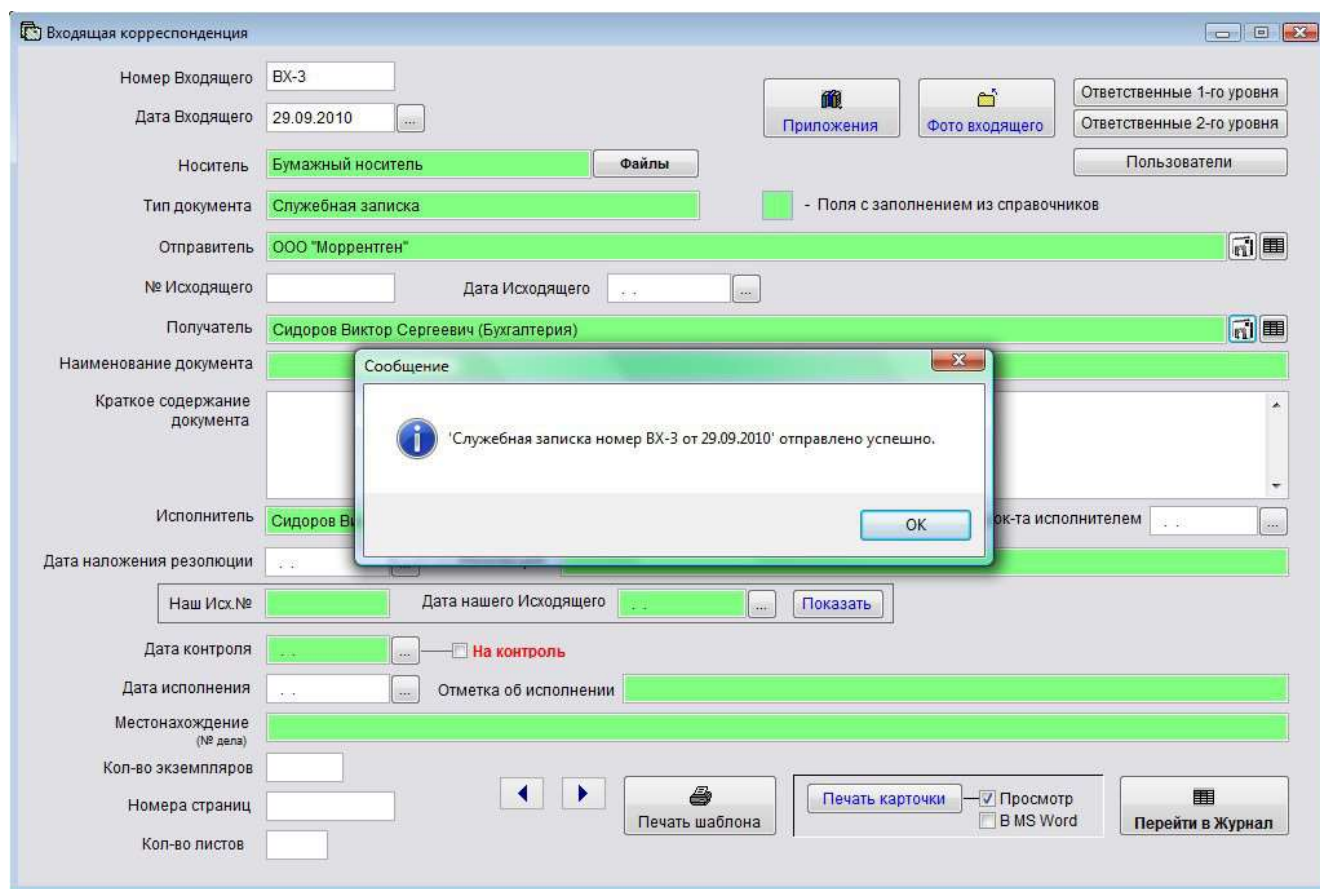 Входящая корреспонденция
Номер Входящего ВХ-3
Дата Входящего 29.09.2010 ...
Приложения Фото входящего
Ответственные 1-го уровня
Ответственные 2-го уровня
Носитель Бумажный носитель Файлы Пользователи
Тип документа Служебная записка - Поля с заполнением из справочников
Отправитель ООО "Моррентген"
№ Исходящего Дата Исходящего . . ...
Получатель Сидоров Виктор Сергеевич (Бухгалтерия)
Наименование документа
Краткое содержание
документа
Сообщение
'Служебная записка номер ВХ-3 от 29.09.2010' отправлено успешно.
OK
Исполнитель Сидоров Ви ок-та исполнителем . . ...
Дата наложения резолюции . .
Наш Исх.№ Дата нашего Исходящего . . ... Показать
Дата контроля . . ... На контроль
Дата исполнения . . ... Отметка об исполнении
Местонахождение
(№ дела)
Кол-во экземпляров
Номера страниц
Кол-во листов
Печать шаблона
Печать карточки Просмотр
В MS Word
Перейти в Журнал